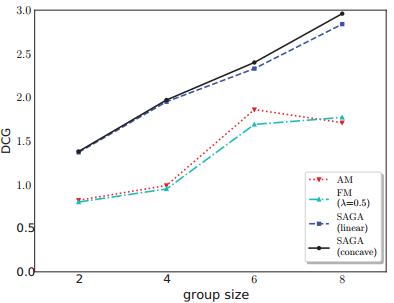 3.0
2.5
2.0
1.5
1.0
0.5
0.0
DCG
2 4 6 8
group size
AM
FM
(λ=0.5)
SAGA
(linear)
SAGA
(concave)